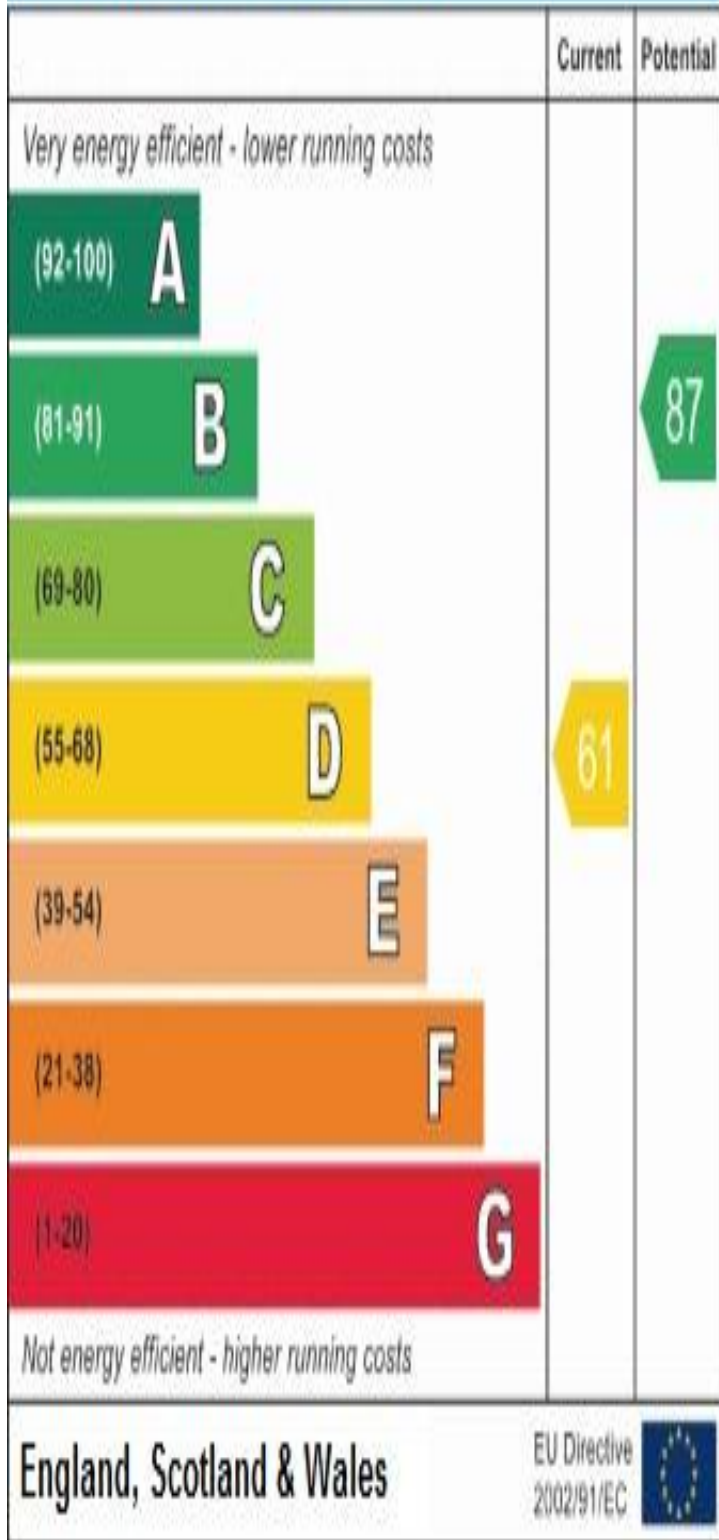 Current Potential
Very energy efficient - lower running costs
(92-100) A
(81-91) B
87
(69-80) C
(55-68) D
61
(39-54) E
(21-38) F
(1-20) G
Not energy efficient - higher running costs
England, Scotland & Wales
EU Directive
2002/91/EC